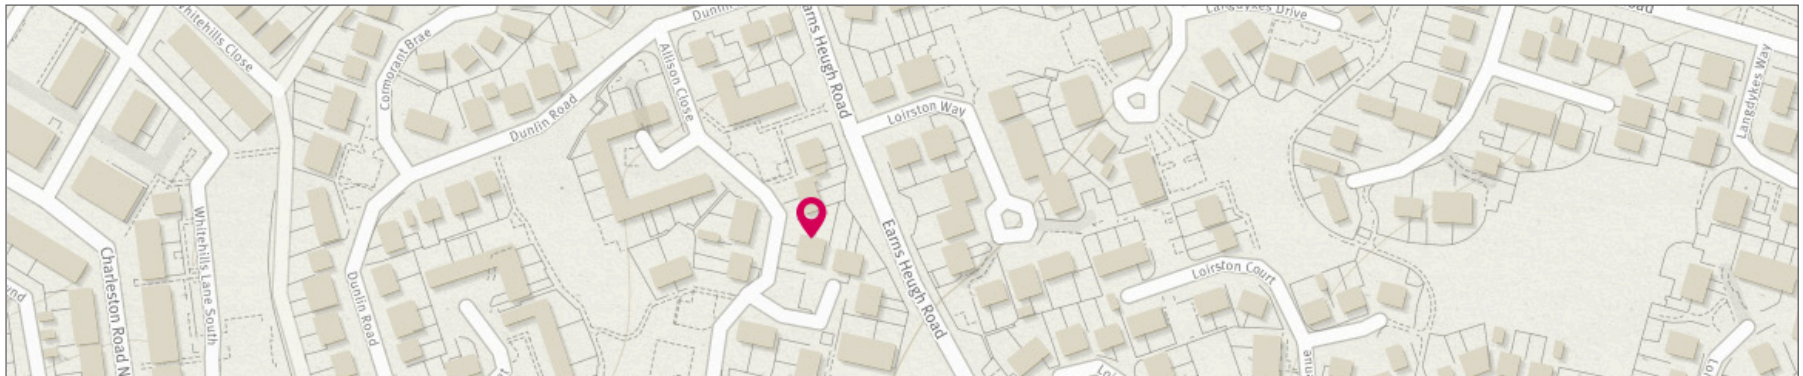 Whitehills Close
Cormorant Brae
Dunlin Road
Allison Close
Earns Heugh Road
Loirston Way
Langdykes Drive
Road
Langdykes Way
Whitehills Lane South
Charleston Road N
Dunlin Road
Earns Heugh Road
Loirston Court